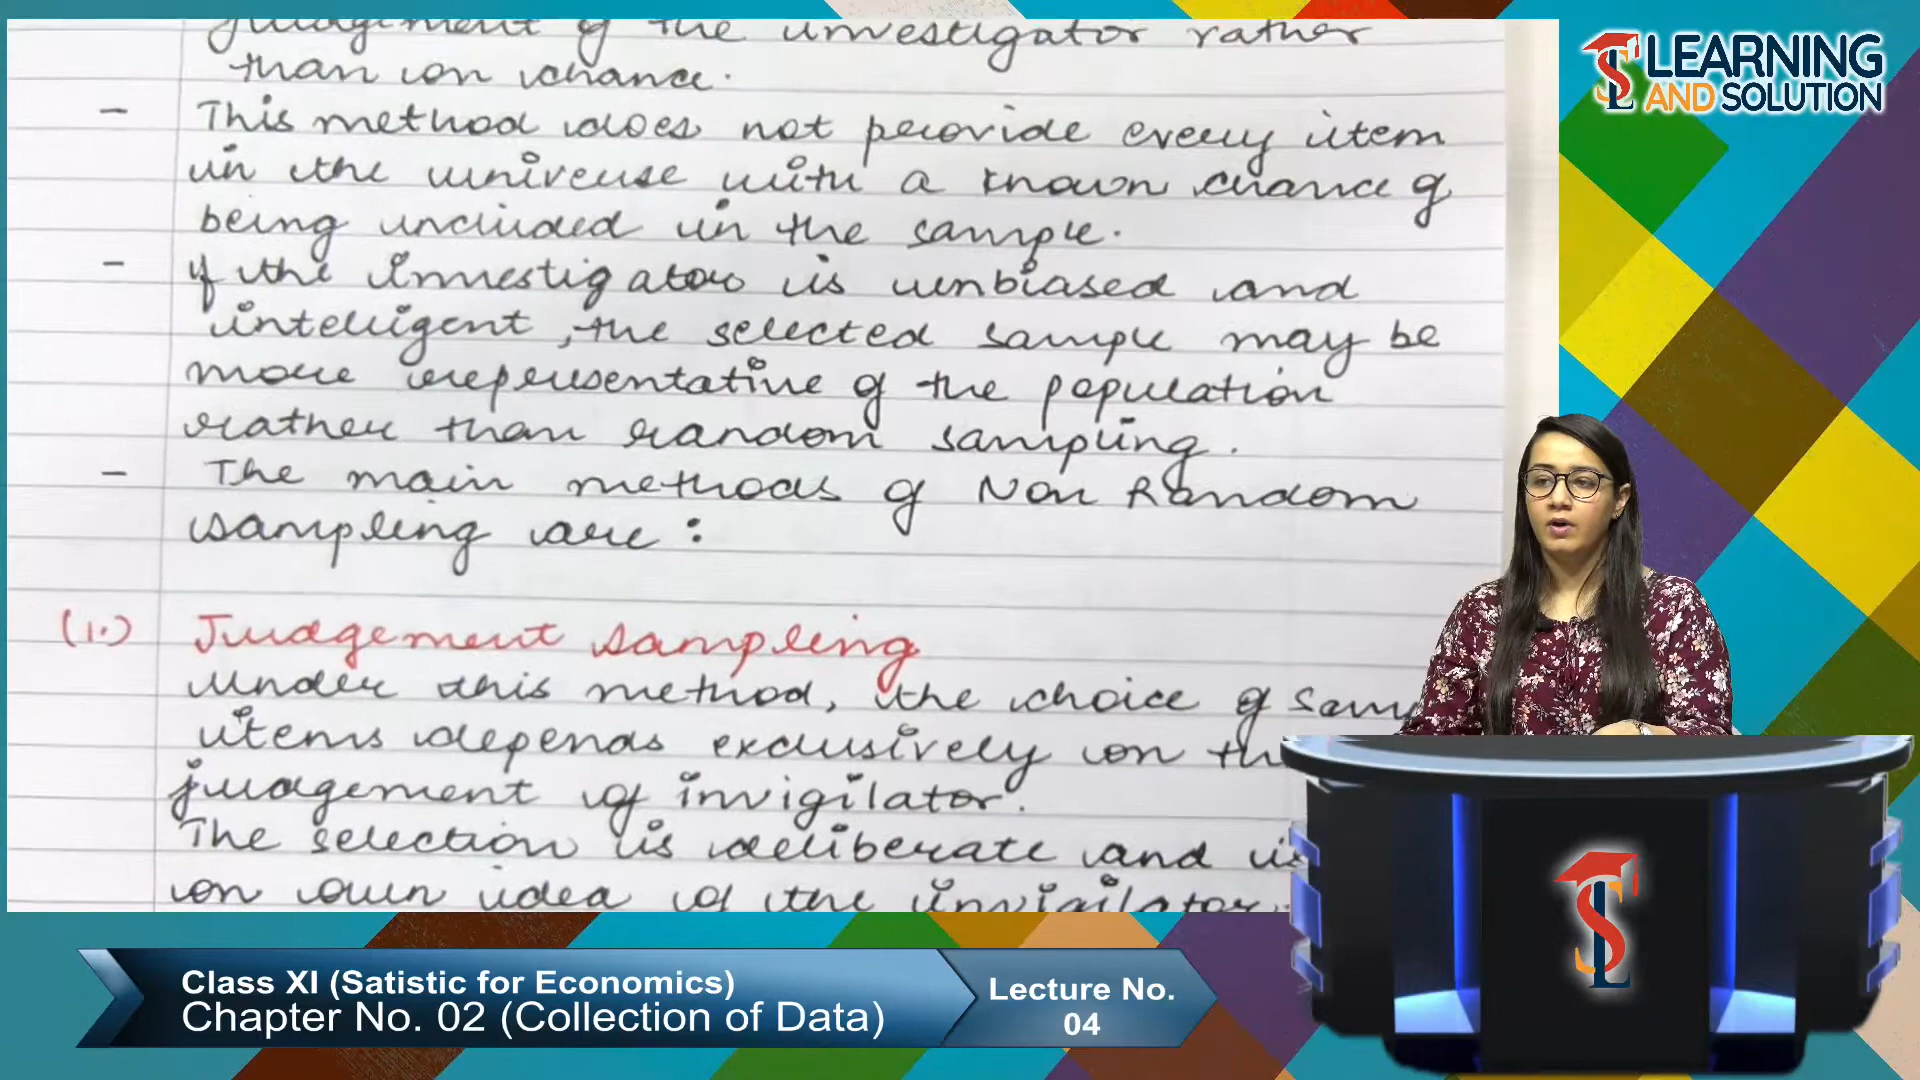 Judgement of the investigator rather
than on chance.
- This method does not provide every item
in the universe with a known chance of
being included in the sample.
- if the investigator is unbiased and
intelligent, the selected sample may be
more representative of the population
rather than random sampling.
- The main methods of Non Random
sampling are :
(1.) Judgement Sampling
Under this method, the choice of sam
items depends exclusively on th
judgement of invigilator.
The selection is deliberate and is
on own idea of the invigilator.
LEARNING
AND SOLUTION
SL
Class XI (Satistic for Economics)
Chapter No. 02 (Collection of Data)
Lecture No.
04